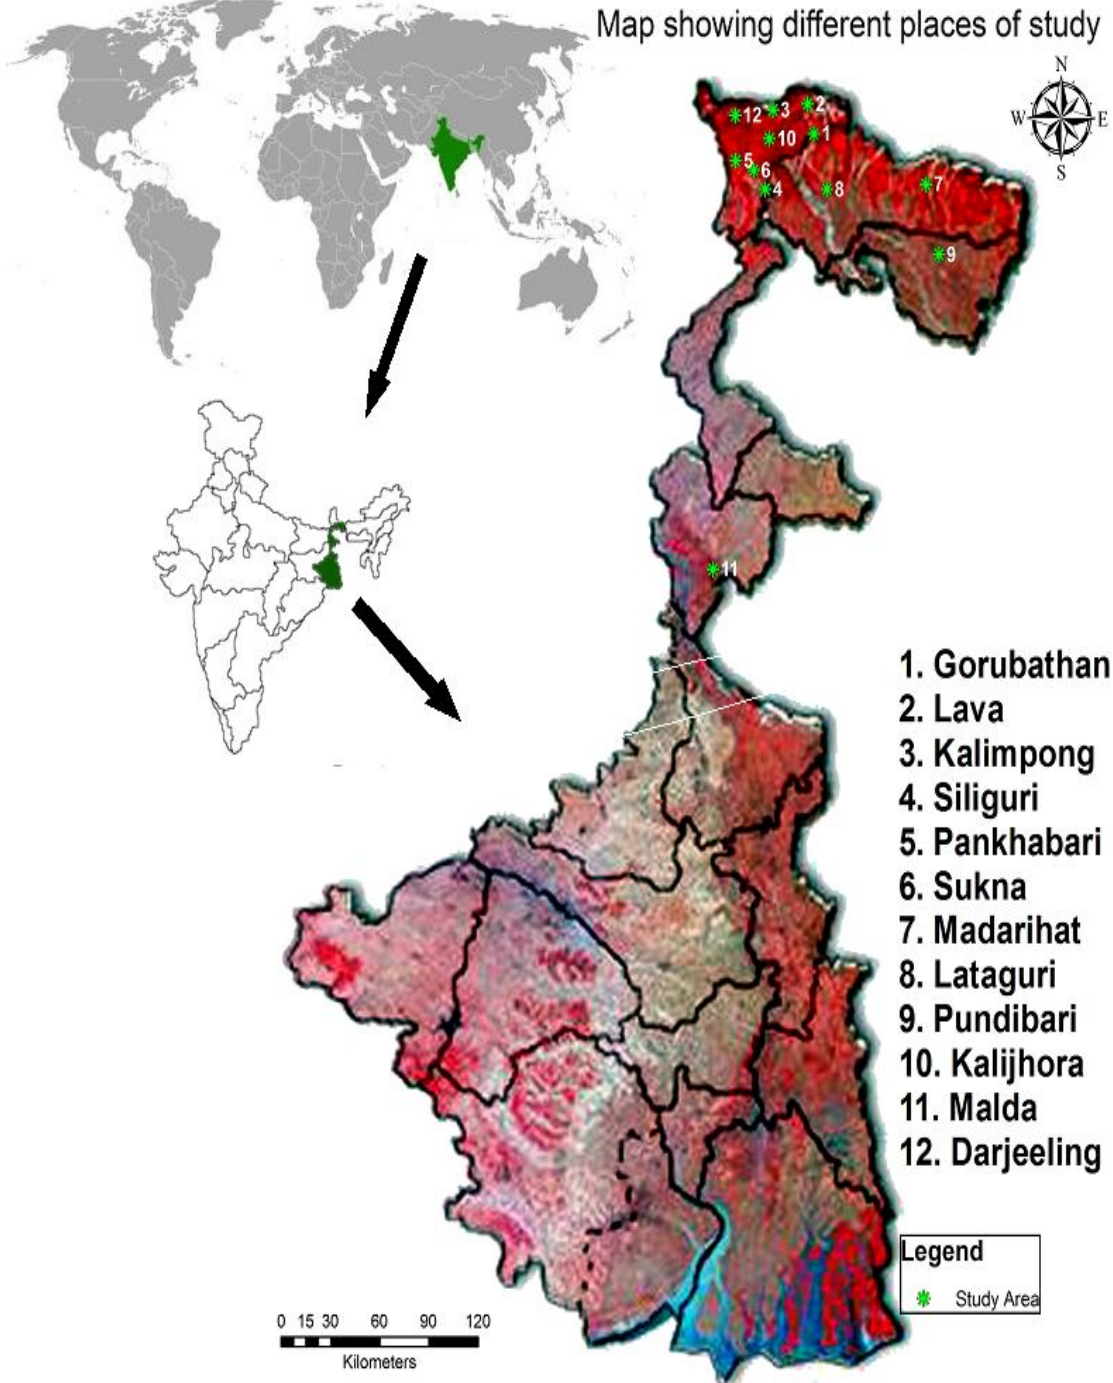 Map showing different places of study
N
W E
S
12 3 2
10 1
5
6
4 8 7
9
11
1. Gorubathan
2. Lava
3. Kalimpong
4. Siliguri
5. Pankhabari
6. Sukna
7. Madarihat
8. Lataguri
9. Pundibari
10. Kalijhora
11. Malda
12. Darjeeling
Legend
Study Area
0 15 30 60 90 120
Kilometers